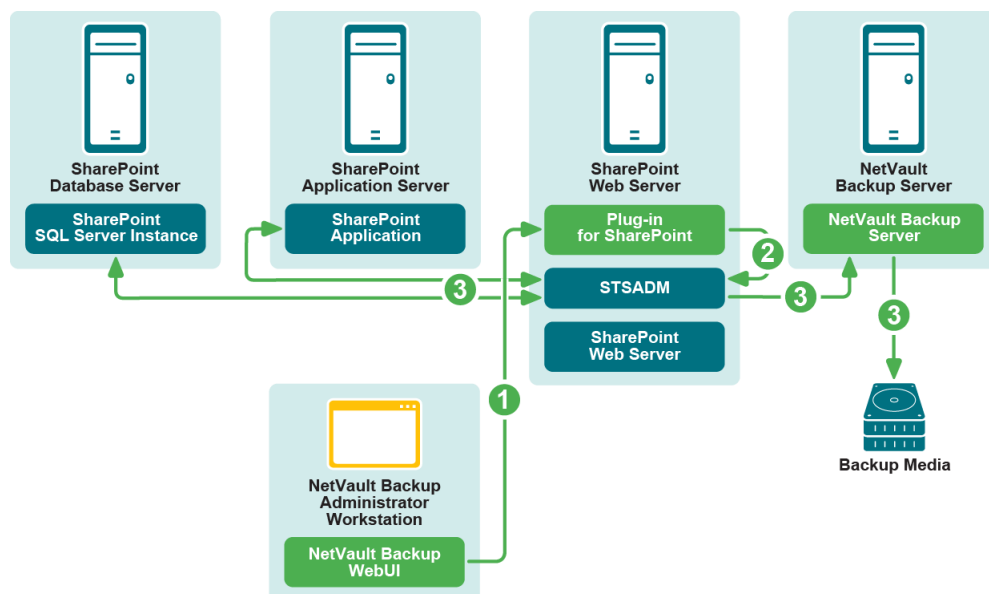 SharePoint
Database Server
SharePoint
SQL Server Instance
SharePoint
Application Server
SharePoint
Application
SharePoint
Web Server
Plug-in
for SharePoint
2
STSADM
3
3
SharePoint
Web Server
NetVault
Backup Server
NetVault Backup
Server
3
Backup Media
1
NetVault Backup
Administrator
Workstation
NetVault Backup
WebUI